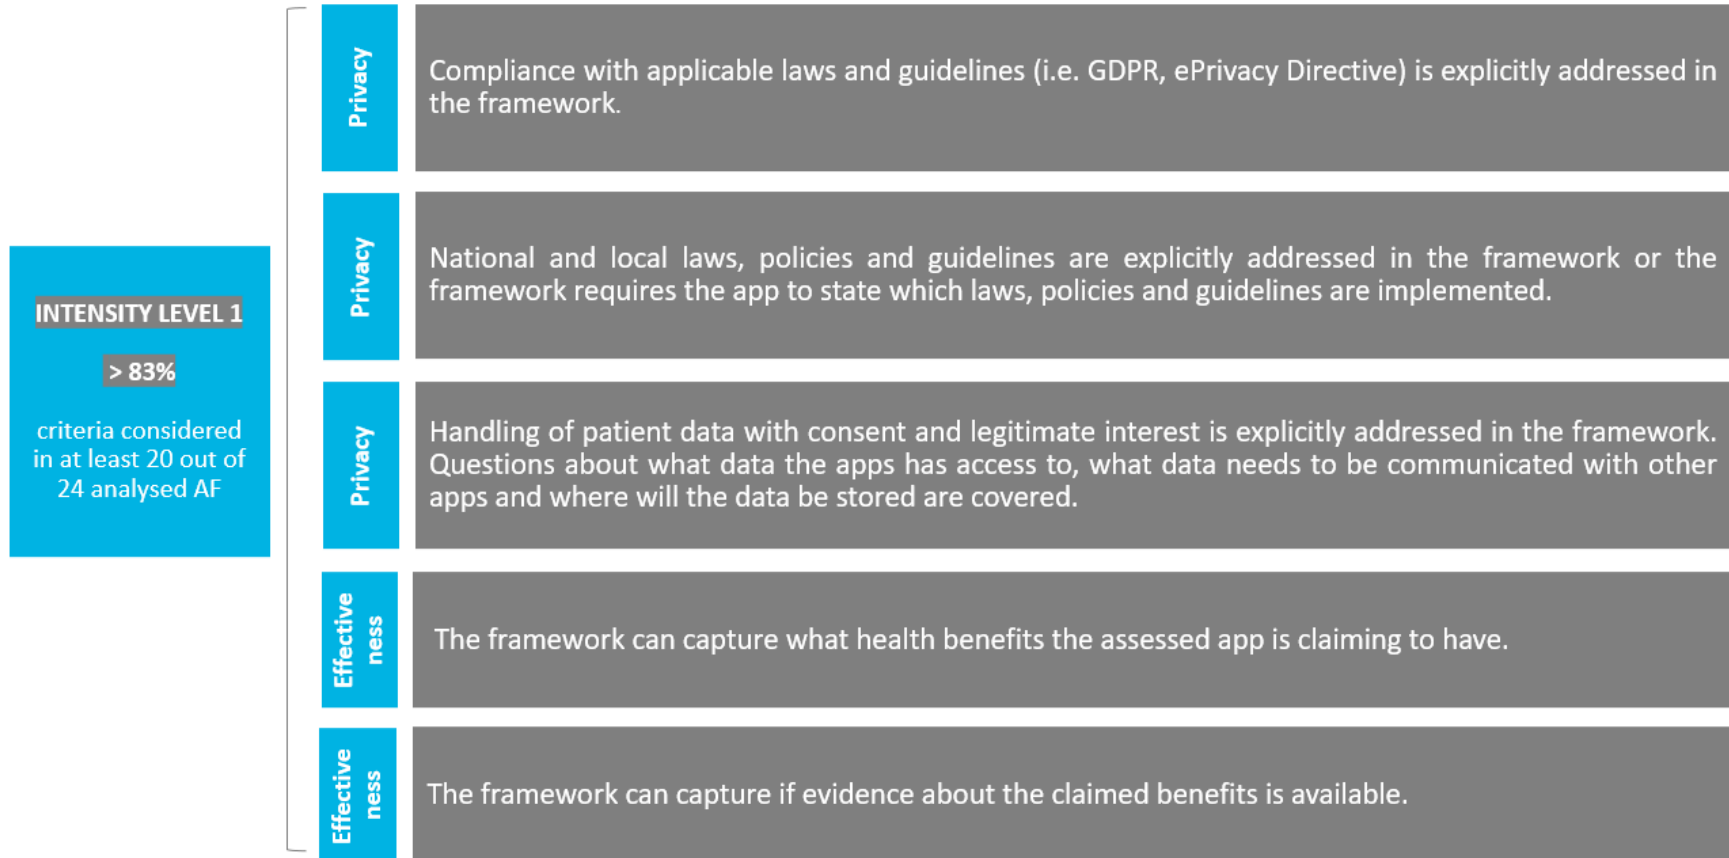 INTENSITY LEVEL 1
> 83%
criteria considered
in at least 20 out of
24 analysed AF
Privacy
Compliance with applicable laws and guidelines (i.e. GDPR, ePrivacy Directive) is explicitly addressed in
the framework.
Privacy
National and local laws, policies and guidelines are explicitly addressed in the framework or the
framework requires the app to state which laws, policies and guidelines are implemented.
Privacy
Handling of patient data with consent and legitimate interest is explicitly addressed in the framework.
Questions about what data the apps has access to, what data needs to be communicated with other
apps and where will the data be stored are covered.
Effective
ness
The framework can capture what health benefits the assessed app is claiming to have.
Effective
ness
The framework can capture if evidence about the claimed benefits is available.